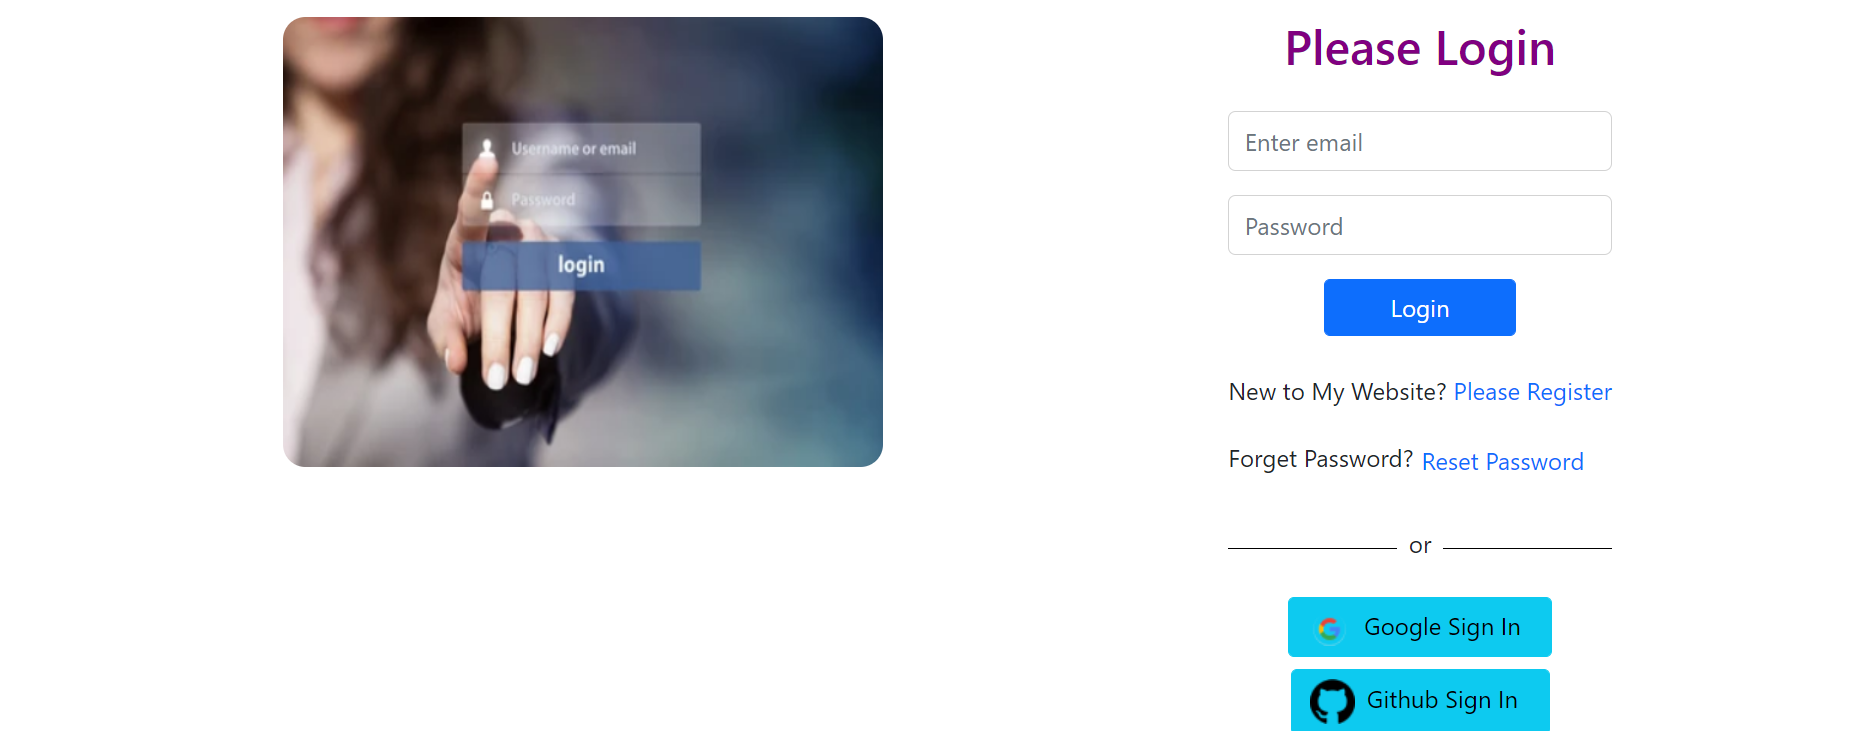 Username or email
Password
login
Please Login
Enter email
Password
Login
New to My Website? Please Register
Forget Password? Reset Password
or
Google Sign In
Github Sign In